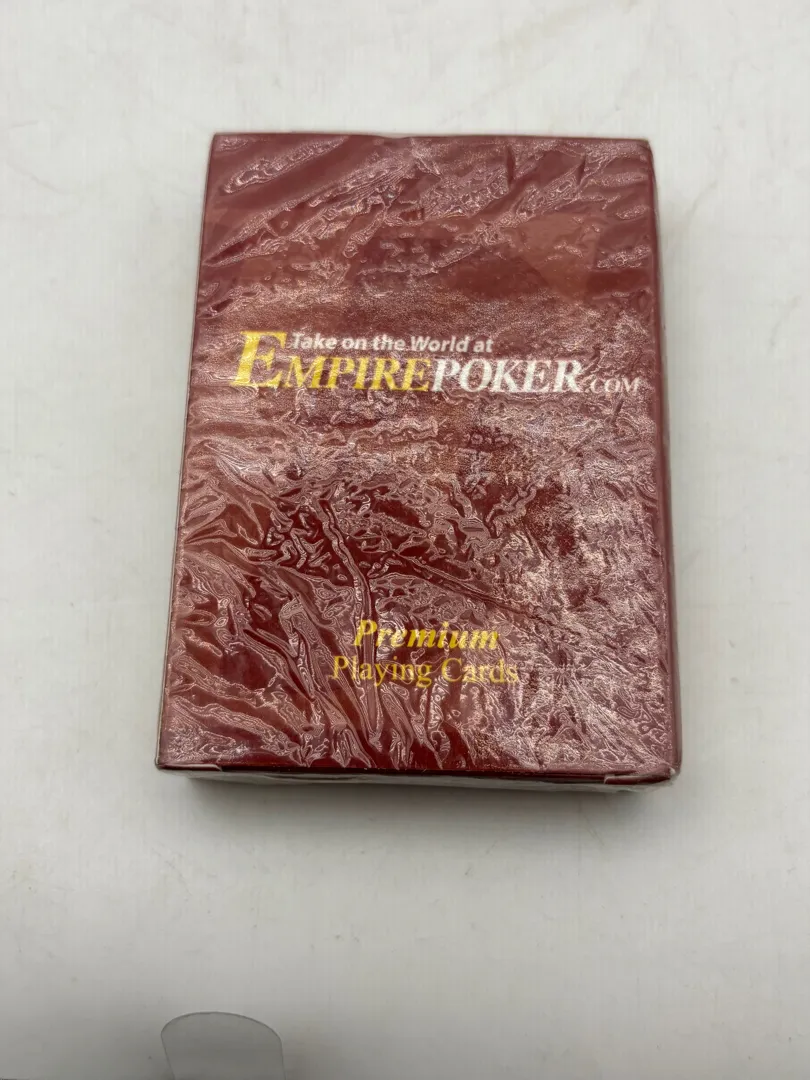 Take on the World at
EMPIREPOKER.COM
Premium
Playing Cards